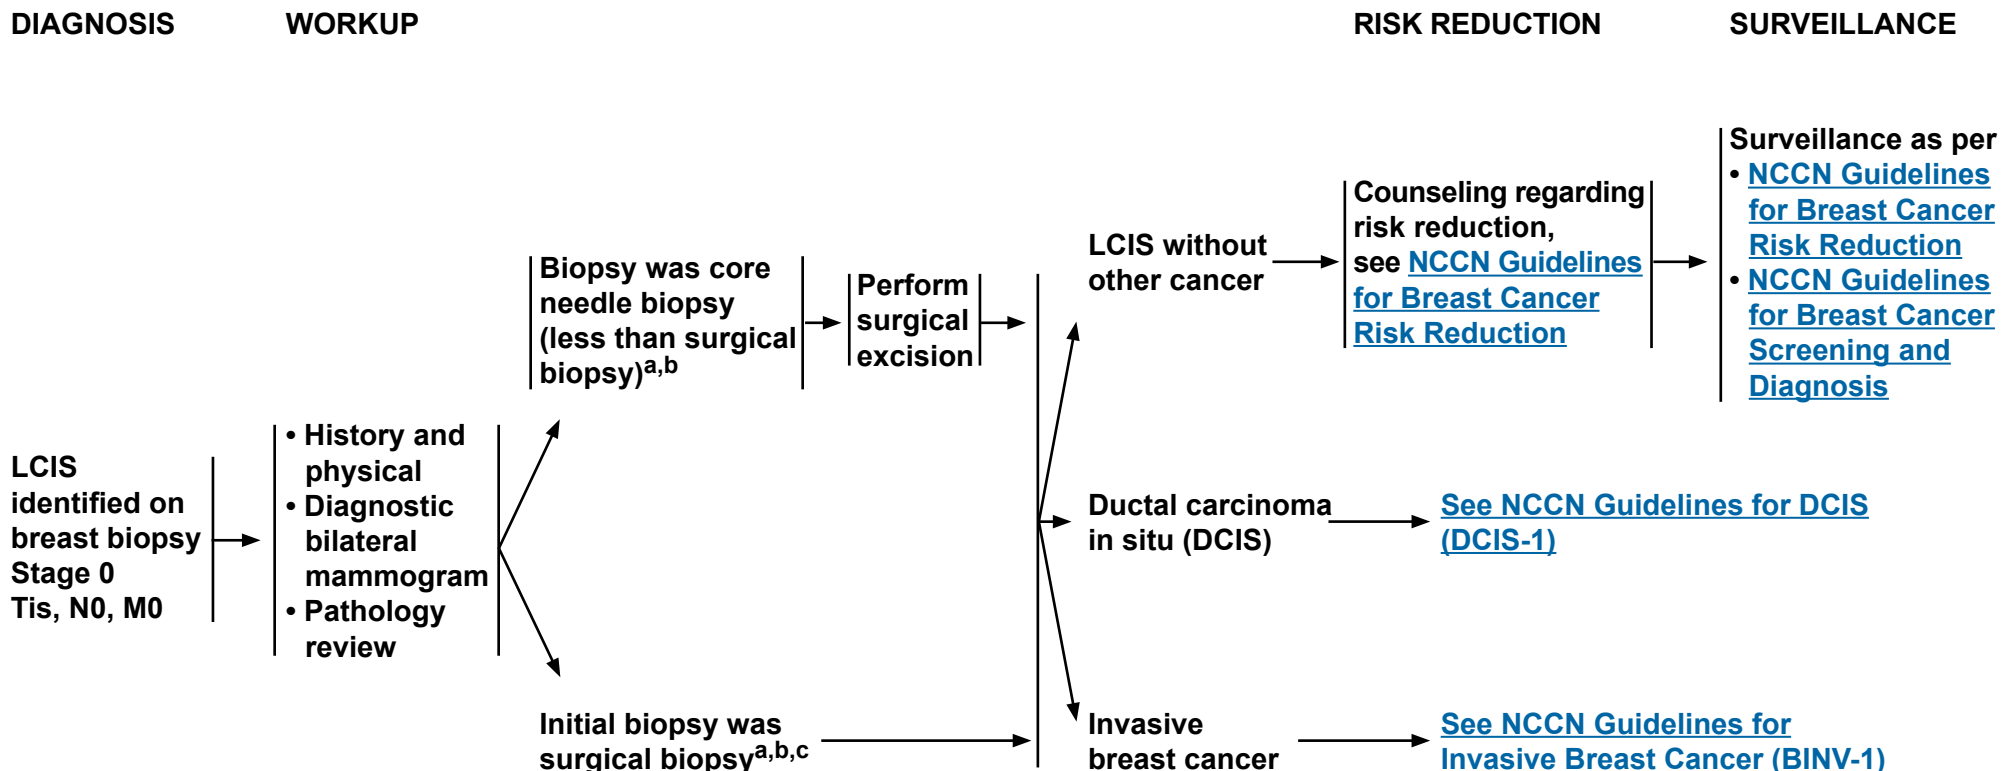 DIAGNOSIS
WORKUP
RISK REDUCTION
SURVEILLANCE
LCIS
identified on
breast biopsy
Stage 0
Tis, N0, M0
• History and
physical
• Diagnostic
bilateral
mammogram
• Pathology
review
Biopsy was core
needle biopsy
(less than surgical
biopsy)a,b
Perform
surgical
excision
Initial biopsy was
surgical biopsya,b,c
LCIS without
other cancer
Counseling regarding
risk reduction,
see NCCN Guidelines
for Breast Cancer
Risk Reduction
Surveillance as per
• NCCN Guidelines
for Breast Cancer
Risk Reduction
• NCCN Guidelines
for Breast Cancer
Screening and
Diagnosis
Ductal carcinoma
in situ (DCIS)
See NCCN Guidelines for DCIS
(DCIS-1)
Invasive
breast cancer
See NCCN Guidelines for
Invasive Breast Cancer (BINV-1)